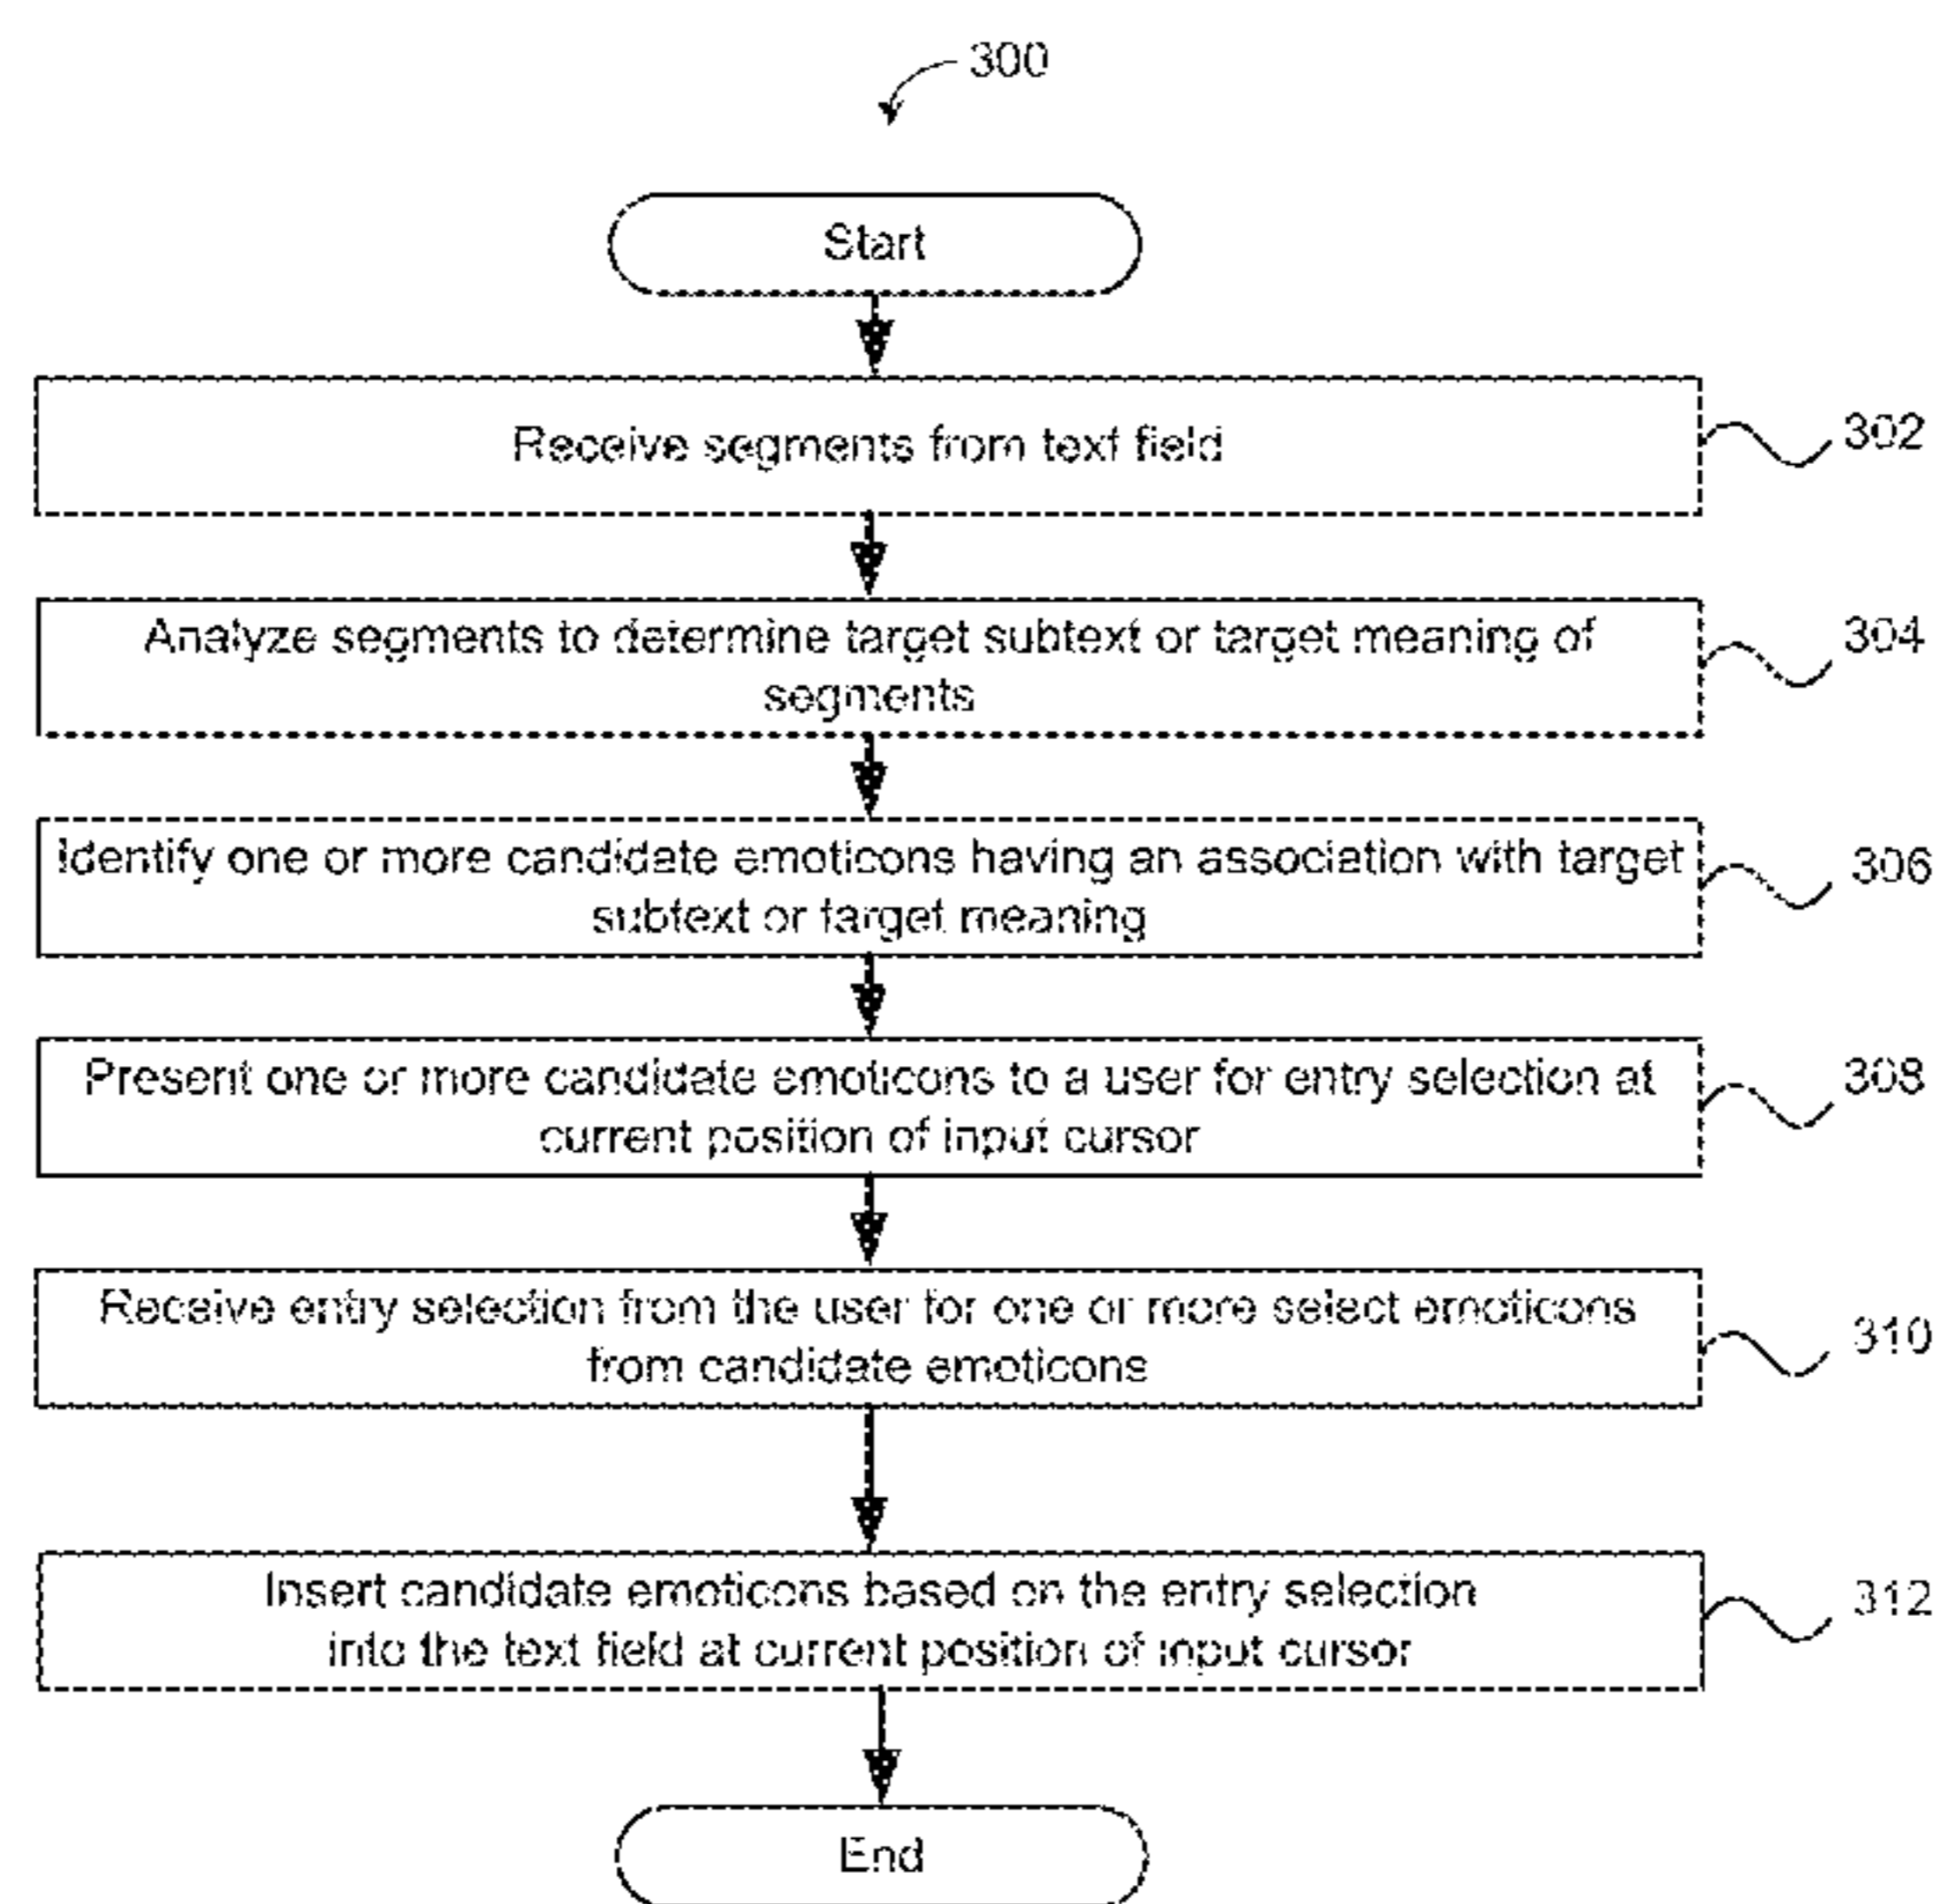 300
Start
Receive segments from text field
302
Analyze segments to determine target subtext or target meaning of
segments
304
Identify one or more candidate emoticons having an association with target
subtext or target meaning
306
Present one or more candidate emoticons to a user for entry selection at
current position of input cursor
308
Receive entry selection from the user for one or more select emoticons
from candidate emoticons
310
Insert candidate emoticons based on the entry selection
into the text field at current position of input cursor
312
End